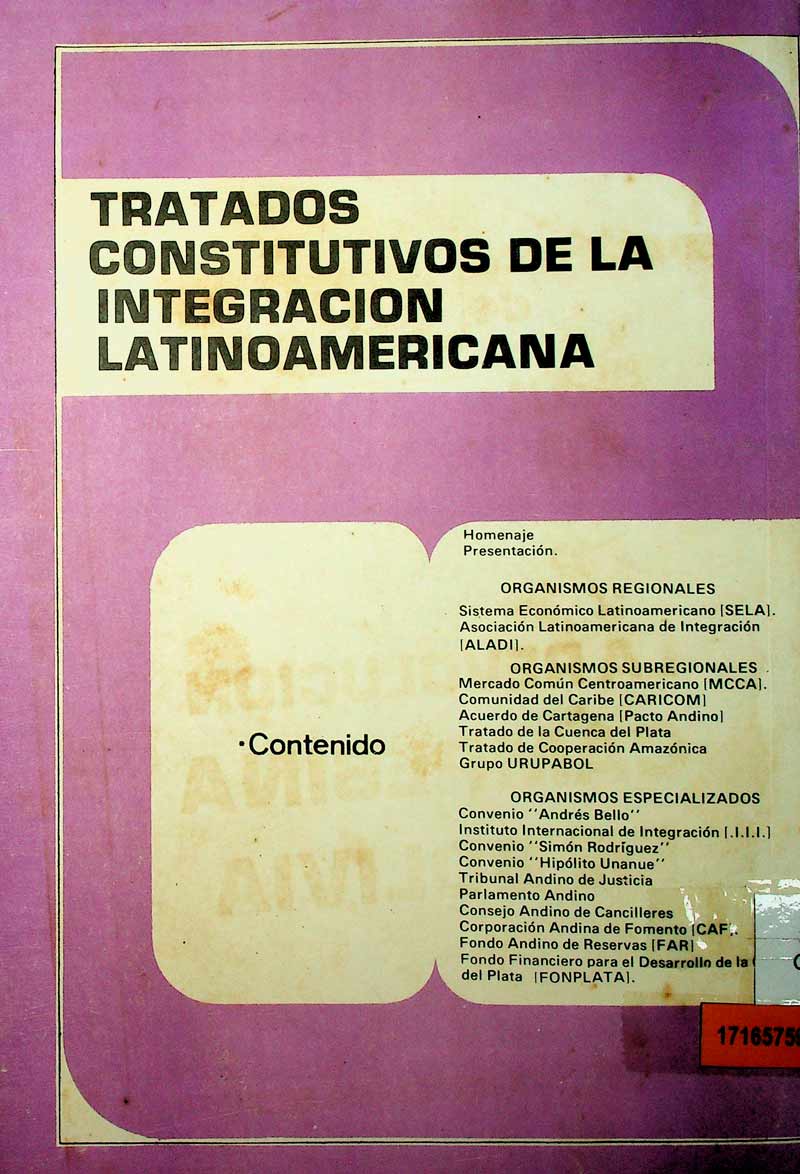 TRATADOS
CONSTITUTIVOS DE LA
INTEGRACION
LATINOAMERICANA
Homenaje
Presentación.
ORGANISMOS REGIONALES
Sistema Económico Latinoamericano [SELA].
Asociación Latinoamericana de Integración
[ALADI].
ORGANISMOS SUBREGIONALES
Mercado Común Centroamericano [MCCA].
Comunidad del Caribe [CARICOM]
Acuerdo de Cartagena [Pacto Andino]
Tratado de la Cuenca del Plata
Tratado de Cooperación Amazónica
Grupo URUPABOL
·Contenido
ORGANISMOS ESPECIALIZADOS
Convenio "Andrés Bello"
Instituto Internacional de Integración [.I.I.I.]
Convenio "Simón Rodríguez"
Convenio "Hipólito Unanue"
Tribunal Andino de Justicia
Parlamento Andino
Consejo Andino de Cancilleres
Corporación Andina de Fomento [CAF].
Fondo Andino de Reservas [FAR]
Fondo Financiero para el Desarrollo de la
del Plata [FONPLATA].
1716575